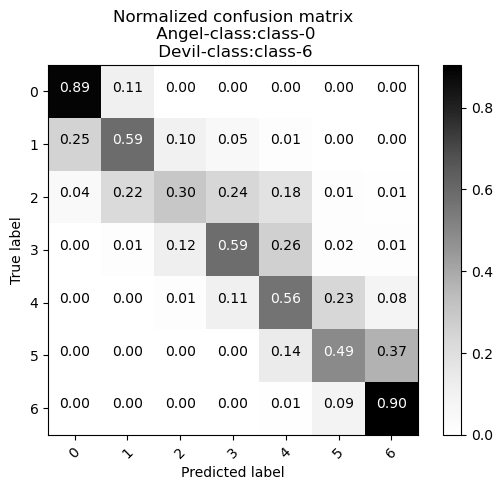 Normalized confusion matrix
Angel-class:class-0
Devil-class:class-6
0 0.89 0.11 0.00 0.00 0.00 0.00 0.00
1 0.25 0.59 0.10 0.05 0.01 0.00 0.00
2 0.04 0.22 0.30 0.24 0.18 0.01 0.01
3 0.00 0.01 0.12 0.59 0.26 0.02 0.01
4 0.00 0.00 0.01 0.11 0.56 0.23 0.08
5 0.00 0.00 0.00 0.00 0.14 0.49 0.37
6 0.00 0.00 0.00 0.00 0.01 0.09 0.90
0 1 2 3 4 5 6
True label
Predicted label
0.8
0.6
0.4
0.2
0.0